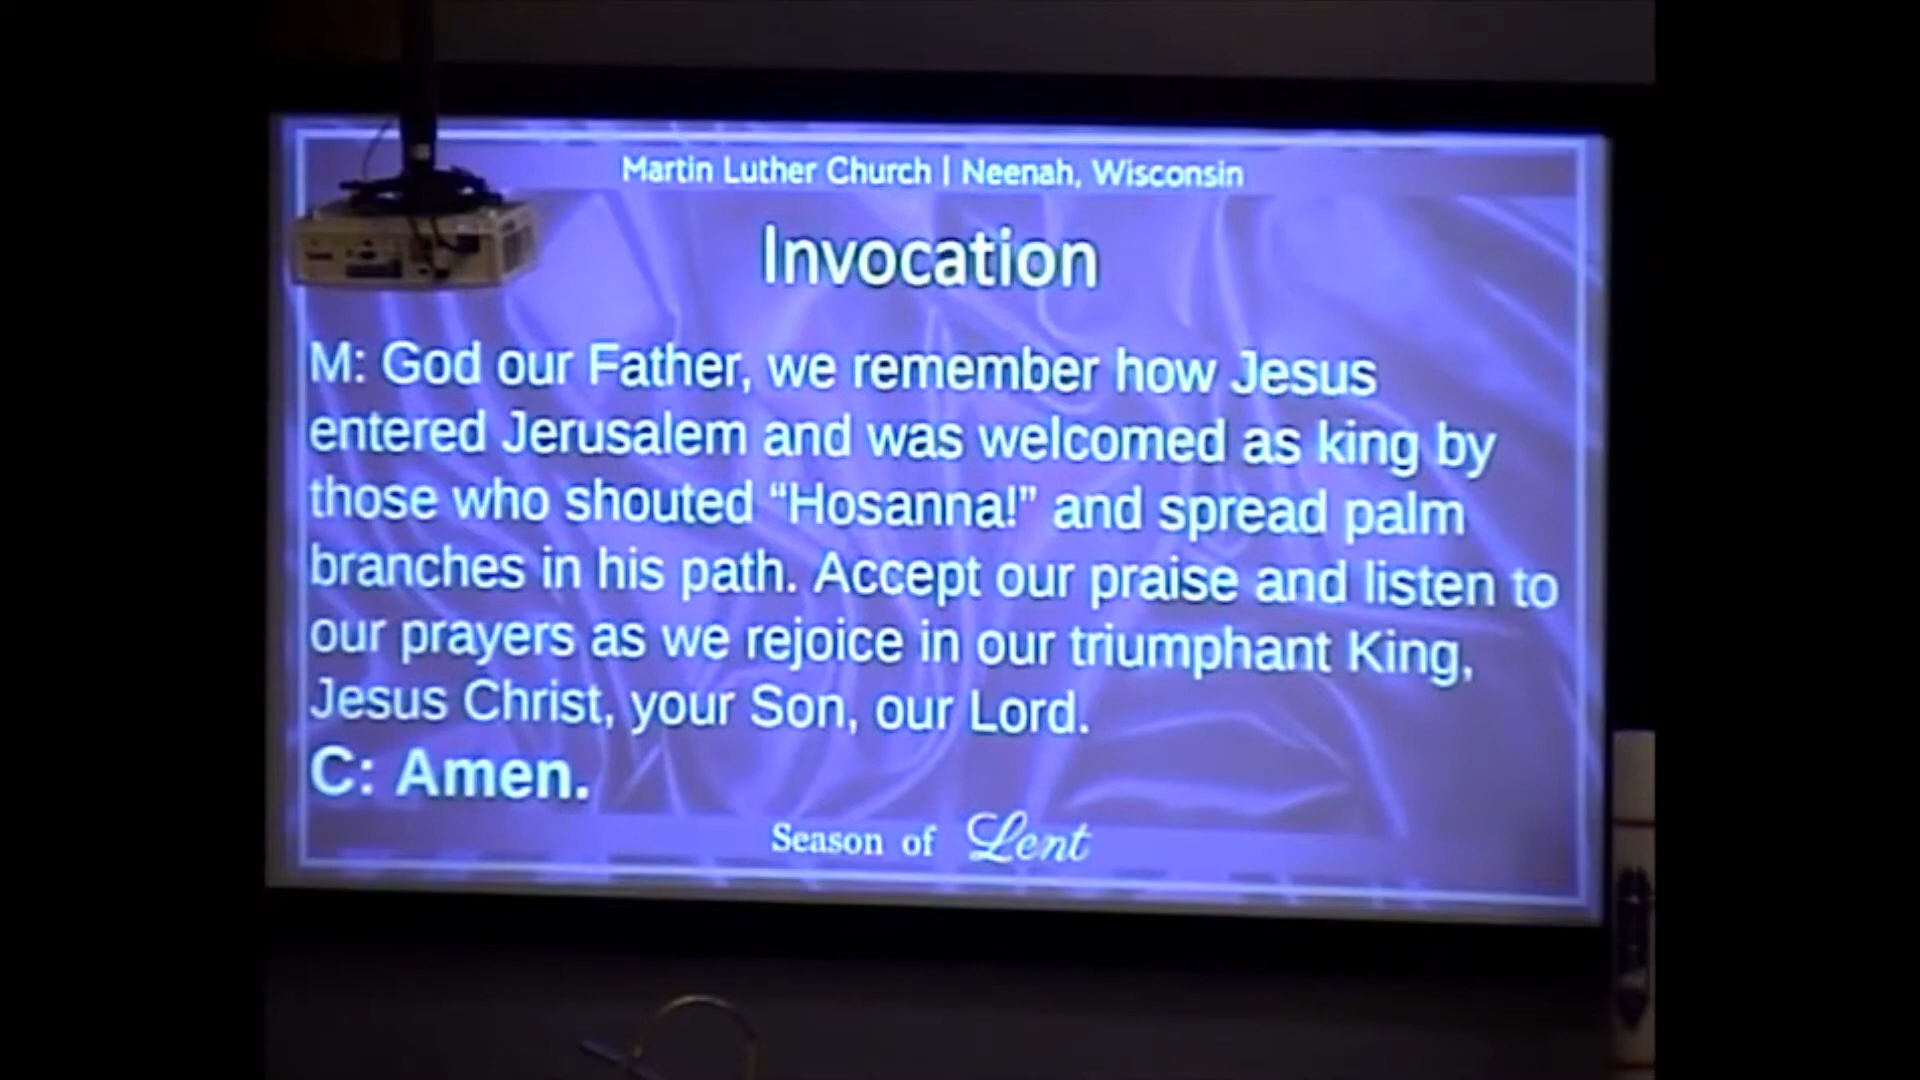 Martin Luther Church | Neenah, Wisconsin
Invocation
M: God our Father, we remember how Jesus
entered Jerusalem and was welcomed as king by
those who shouted “Hosanna!” and spread palm
branches in his path. Accept our praise and listen to
our prayers as we rejoice in our triumphant King,
Jesus Christ, your Son, our Lord.
C: Amen.
Season of Lent